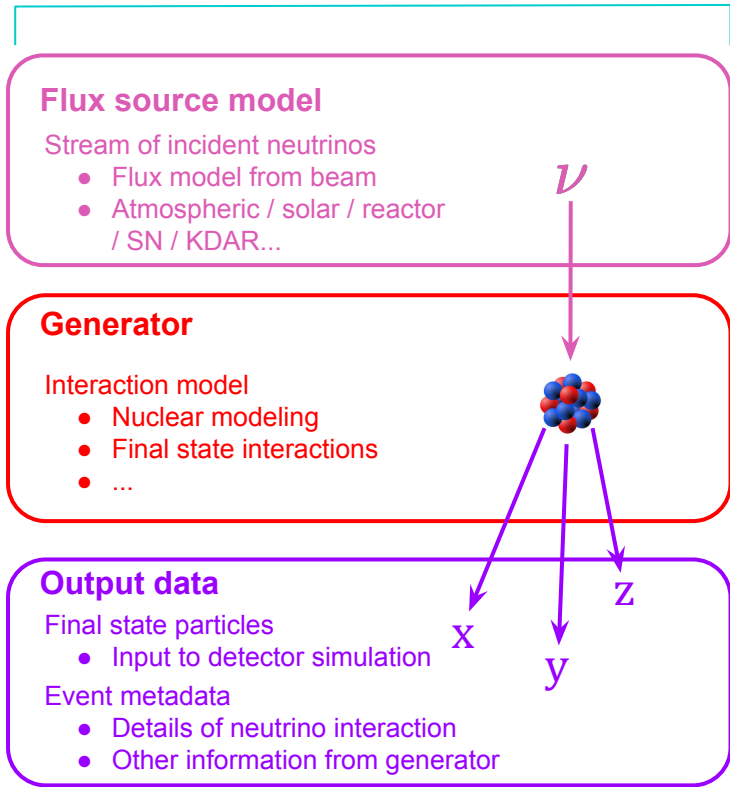 Flux source model
Stream of incident neutrinos
● Flux model from beam
● Atmospheric / solar / reactor
/ SN / KDAR...
ν
Generator
Interaction model
● Nuclear modeling
● Final state interactions
● ...
Output data
Final state particles
● Input to detector simulation
Event metadata
● Details of neutrino interaction
● Other information from generator
x
y
z